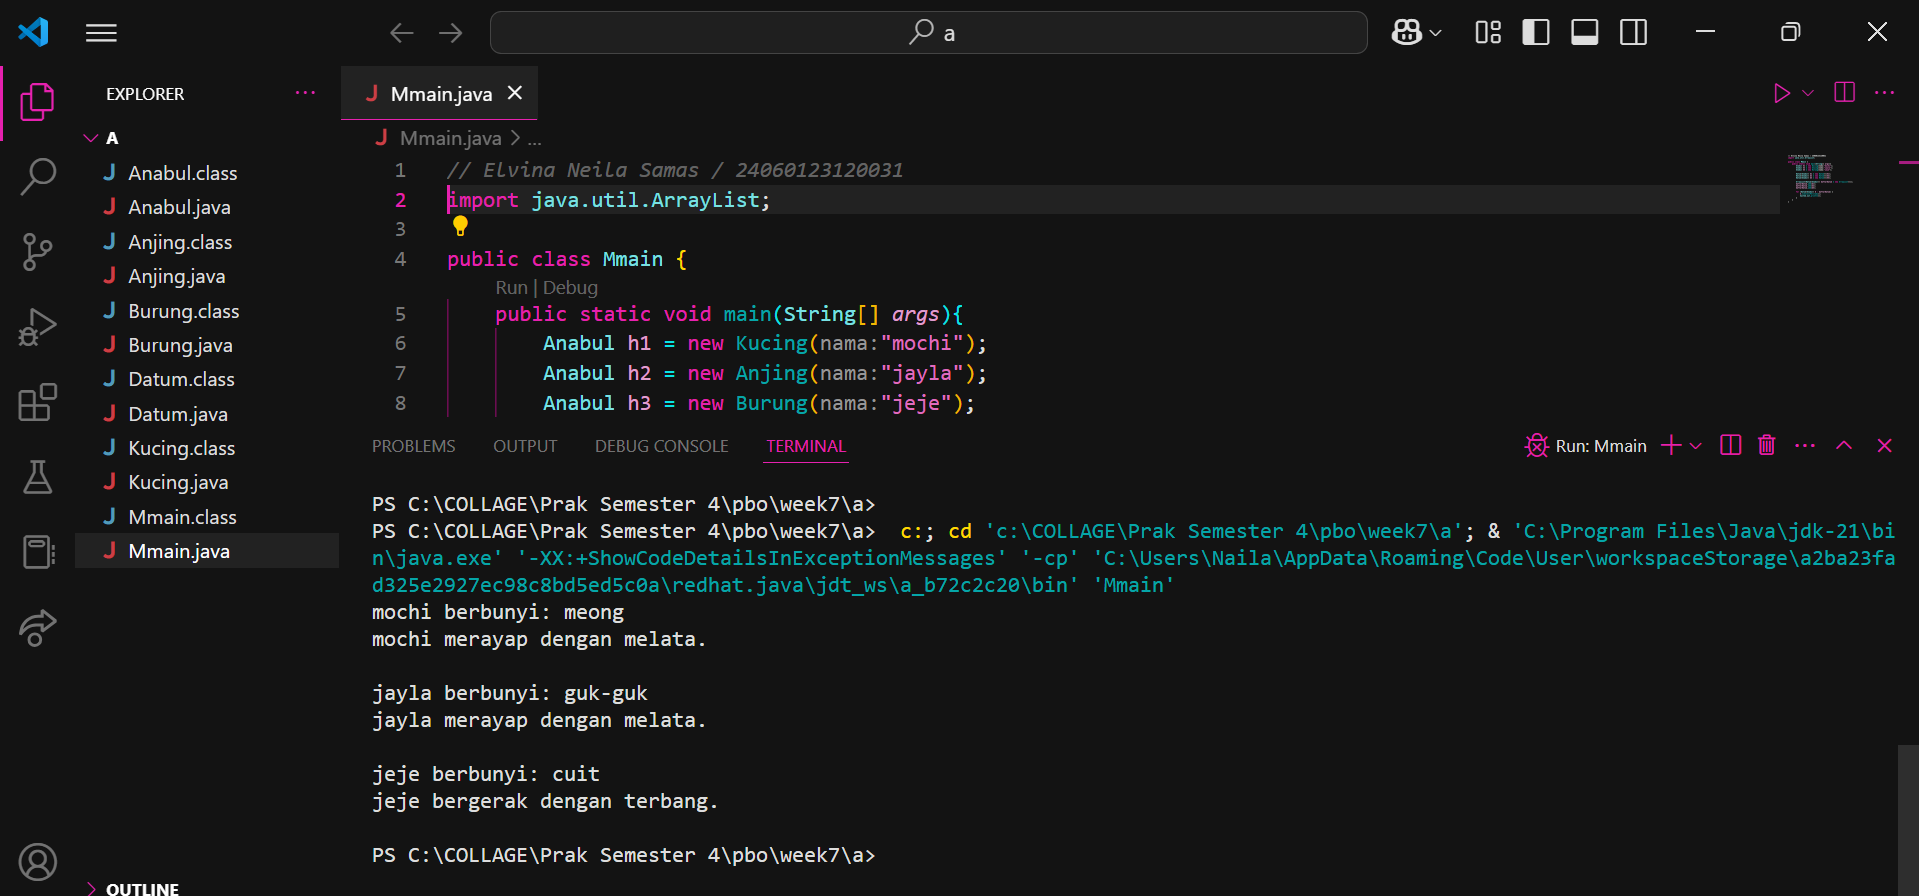 a
EXPLORER
A
Anabul.class
Anabul.java
Anjing.class
Anjing.java
Burung.class
Burung.java
Datum.class
Datum.java
Kucing.class
Kucing.java
Mmain.class
Mmain.java
OUTLINE
Mmain.java
Mmain.java > ...
1 // Elvina Neila Samas / 24060123120031
2 import java.util.ArrayList;
3
4 public class Mmain {
Run | Debug
5 public static void main(String[] args){
6 Anabul h1 = new Kucing(nama:"mochi");
7 Anabul h2 = new Anjing(nama:"jayla");
8 Anabul h3 = new Burung(nama:"jeje");
PROBLEMS OUTPUT DEBUG CONSOLE TERMINAL Run: Mmain
PS C:\COLLAGE\Prak Semester 4\pbo\week7\a>
PS C:\COLLAGE\Prak Semester 4\pbo\week7\a> c:; cd 'c:\COLLAGE\Prak Semester 4\pbo\week7\a'; & 'C:\Program Files\Java\jdk-21\bi
n\java.exe' '-XX:+ShowCodeDetailsInExceptionMessages' '-cp' 'C:\Users\Naila\AppData\Roaming\Code\User\workspaceStorage\a2ba23fa
d325e2927ec98c8bd5ed5c0a\redhat.java\jdt_ws\a_b72c2c20\bin' 'Mmain'
mochi berbunyi: meong
mochi merayap dengan melata.
jayla berbunyi: guk-guk
jayla merayap dengan melata.
jeje berbunyi: cuit
jeje bergerak dengan terbang.
PS C:\COLLAGE\Prak Semester 4\pbo\week7\a>